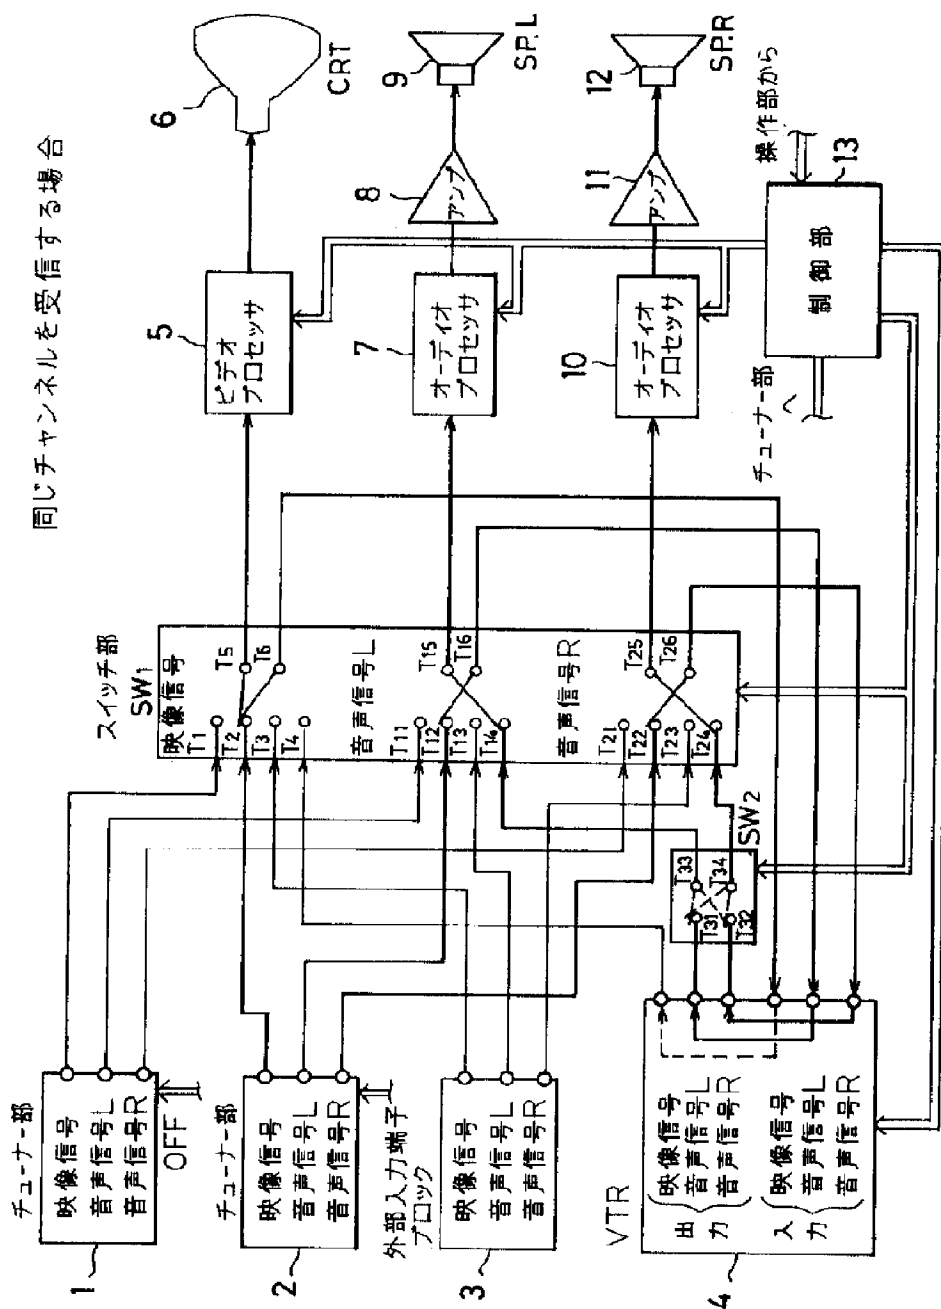 同じチャンネルを受信する場合
チューナー部
映像信号
音声信号L
音声信号R
OFF
1
チューナー部
映像信号
音声信号L
音声信号R
2
外部入力端子
ブロック
映像信号
音声信号L
音声信号R
3
VTR
出力
映像信号
音声信号L
音声信号R
入力
映像信号
音声信号L
音声信号R
4
スイッチ部
SW1
映像信号
T1
T2
T3
T4
T5
T6
音声信号L
T11
T12
T13
T14
T15
T16
音声信号R
T21
T22
T23
T24
T25
T26
SW2
T31
T32
T33
T34
5
ビデオ
プロセッサ
6
CRT
7
オーディオ
プロセッサ
8
アンプ
9
SP.L
10
オーディオ
プロセッサ
11
アンプ
12
SP.R
チューナー部
へ
制御部
13
操作部から